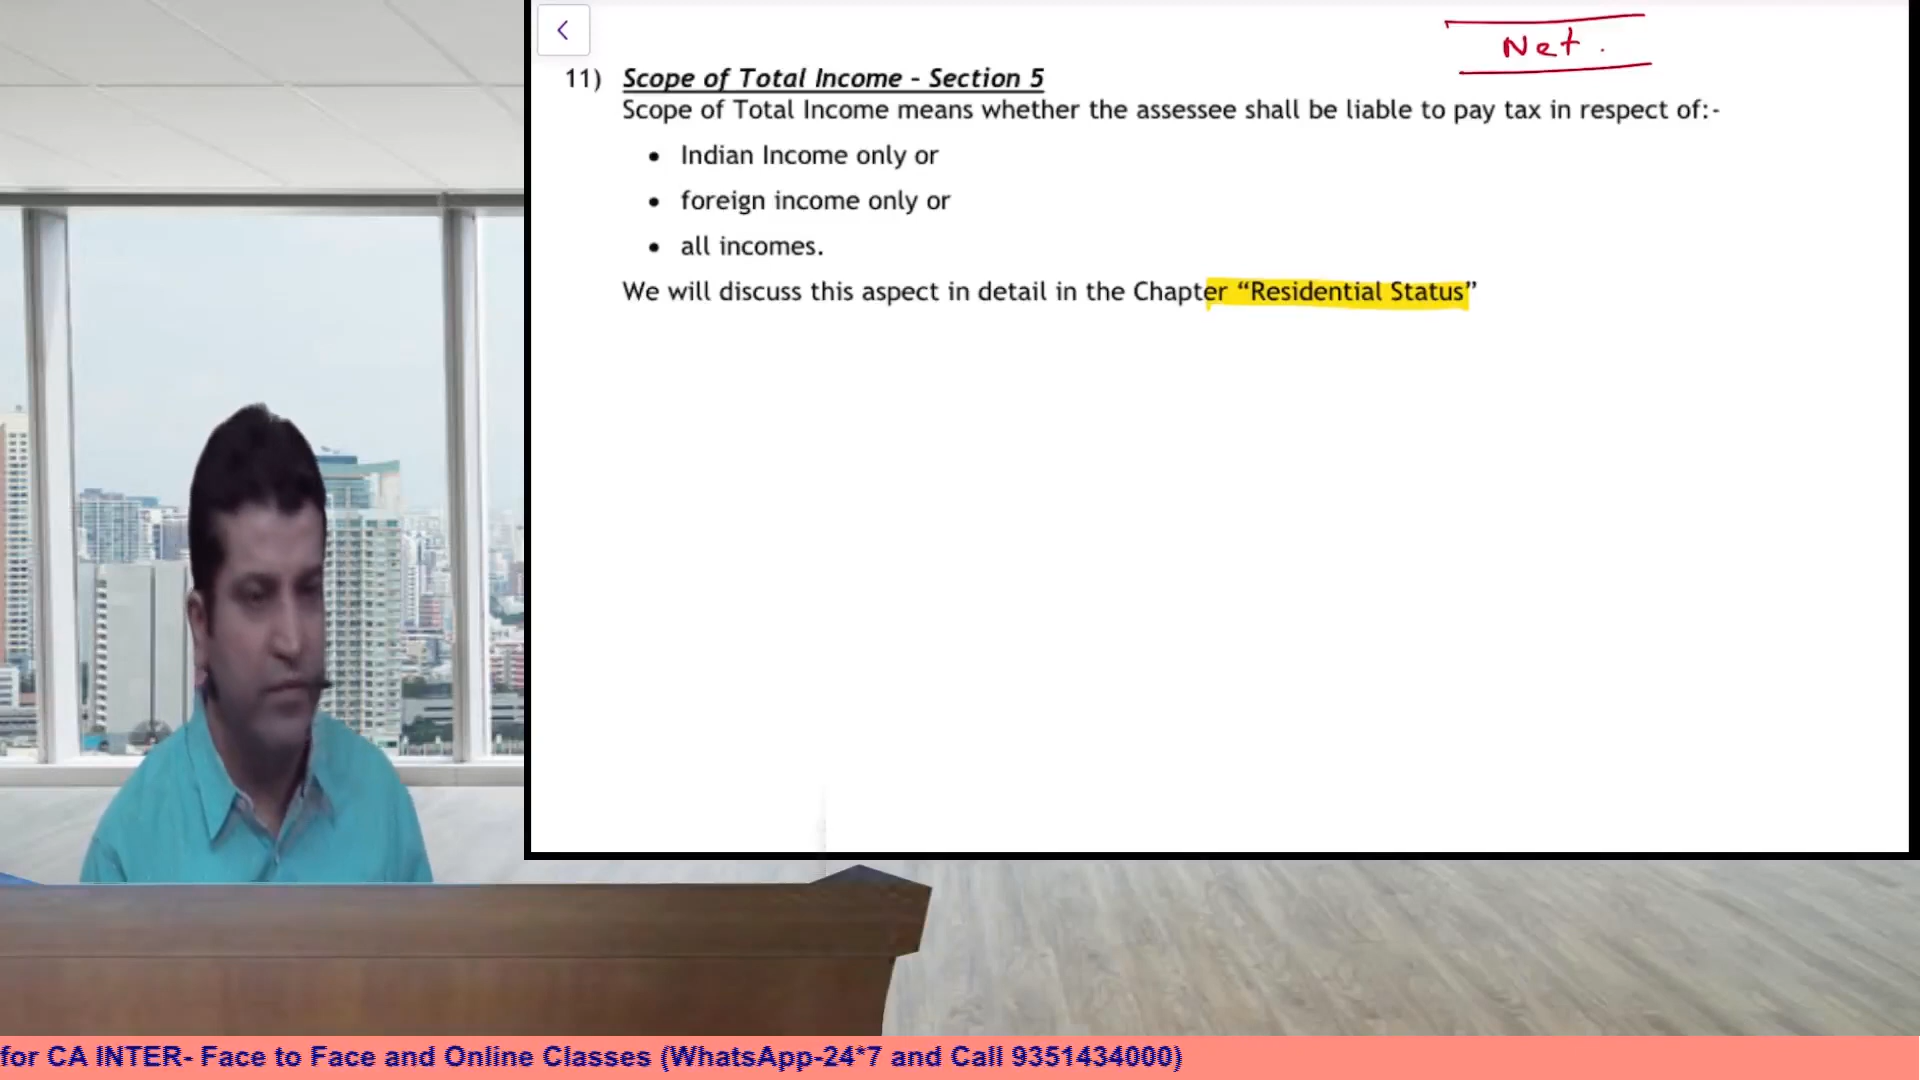 Net.
11) Scope of Total Income - Section 5
Scope of Total Income means whether the assessee shall be liable to pay tax in respect of:-
• Indian Income only or
• foreign income only or
• all incomes.
We will discuss this aspect in detail in the Chapter “Residential Status”
for CA INTER- Face to Face and Online Classes (WhatsApp-24*7 and Call 9351434000)